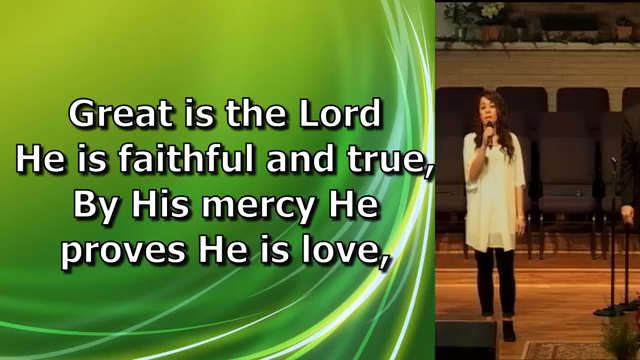 Great is the Lord
He is faithful and true,
By His mercy He
proves He is love,